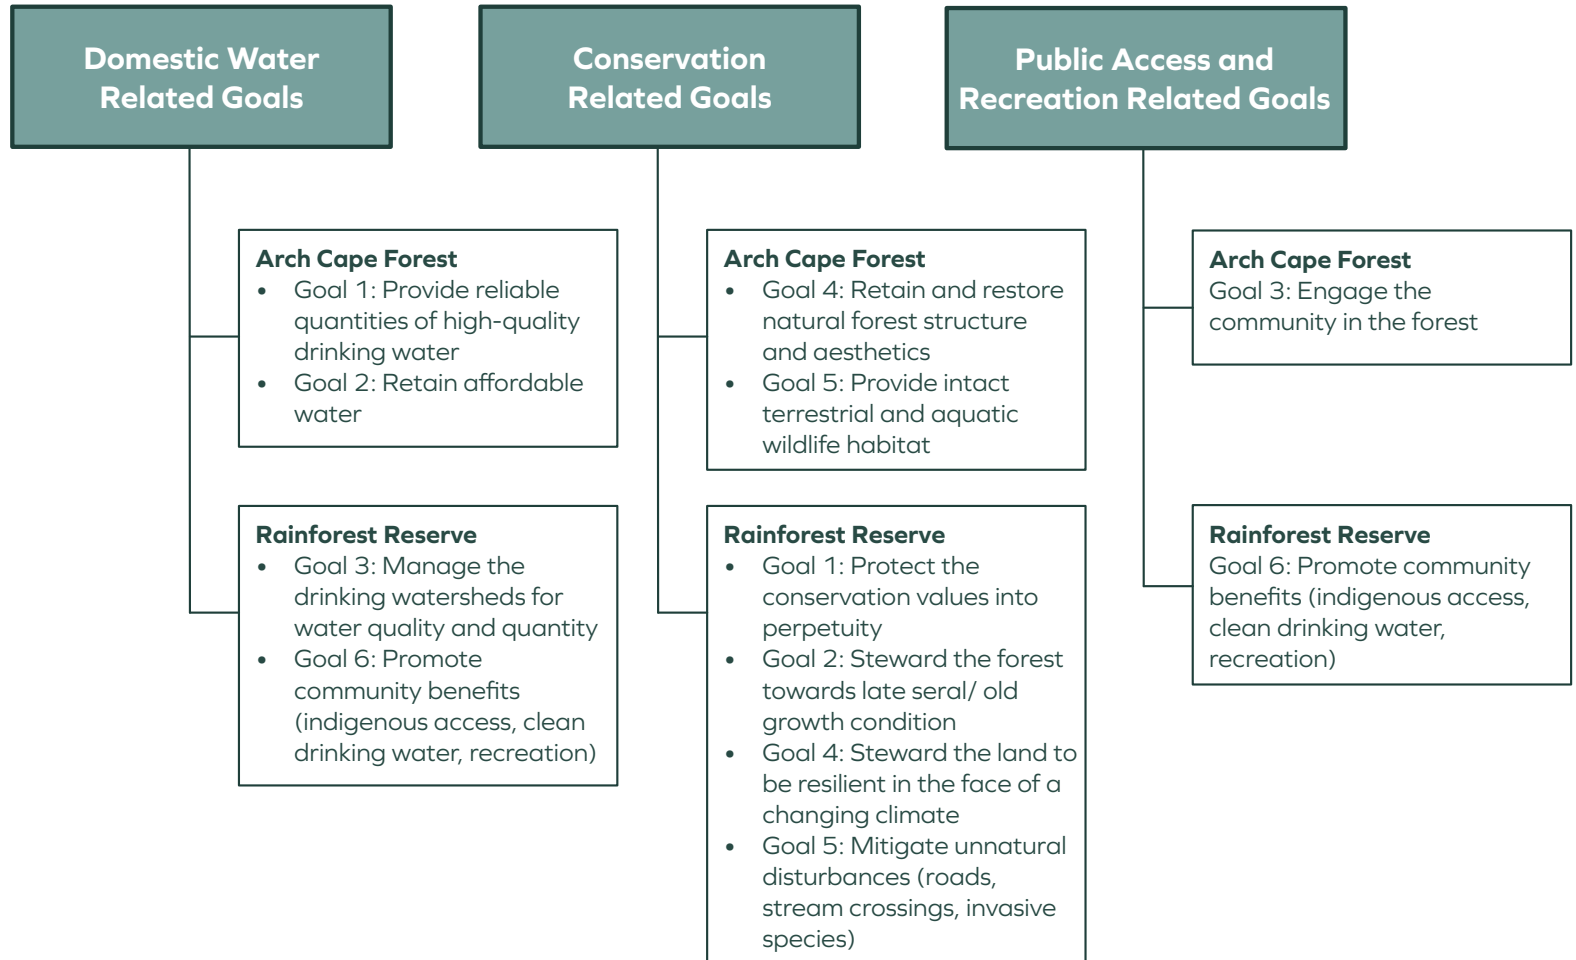 Domestic Water
Related Goals
Arch Cape Forest
• Goal 1: Provide reliable
quantities of high-quality
drinking water
• Goal 2: Retain affordable
water
Rainforest Reserve
• Goal 3: Manage the
drinking watersheds for
water quality and quantity
• Goal 6: Promote
community benefits
(indigenous access, clean
drinking water, recreation)
Conservation
Related Goals
Arch Cape Forest
• Goal 4: Retain and restore
natural forest structure
and aesthetics
• Goal 5: Provide intact
terrestrial and aquatic
wildlife habitat
Rainforest Reserve
• Goal 1: Protect the
conservation values into
perpetuity
• Goal 2: Steward the forest
towards late seral/ old
growth condition
• Goal 4: Steward the land to
be resilient in the face of a
changing climate
• Goal 5: Mitigate unnatural
disturbances (roads,
stream crossings, invasive
species)
Public Access and
Recreation Related Goals
Arch Cape Forest
Goal 3: Engage the
community in the forest
Rainforest Reserve
Goal 6: Promote community
benefits (indigenous access,
clean drinking water,
recreation)